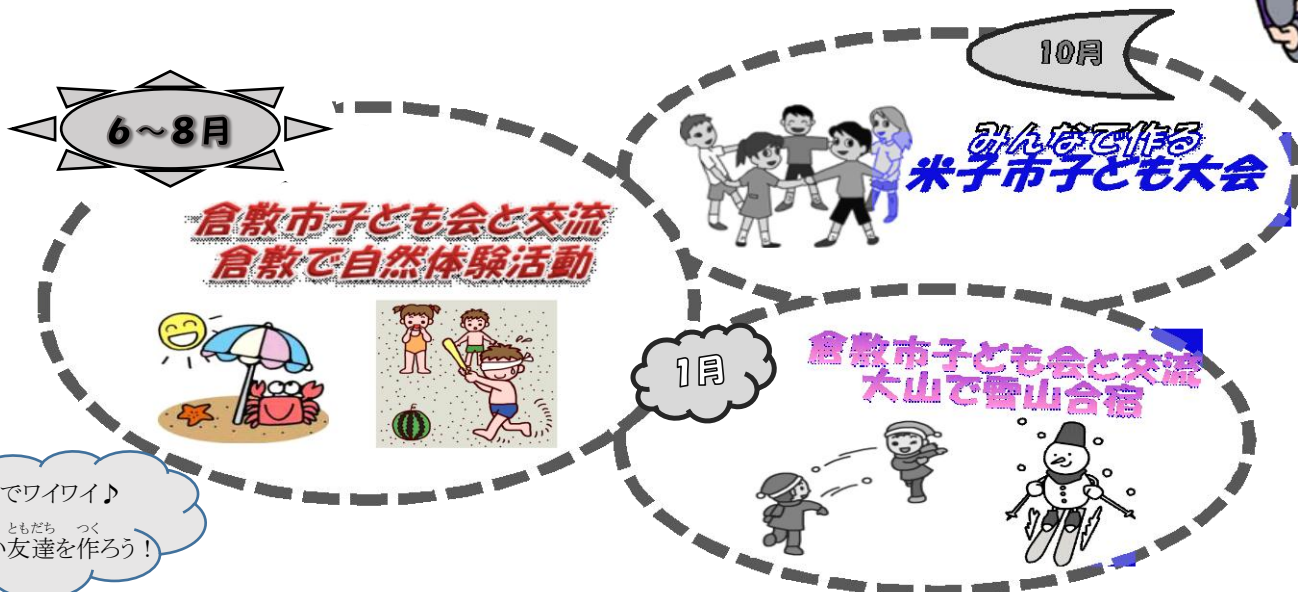 6~8月
倉敷市子ども会と交流
倉敷で自然体験活動
10月
みんなで作る
米子市子ども大会
1月
倉敷市子ども会と交流
大山で雪山合宿
でワイワイ♪
ともだち つく
い友達を作ろう!